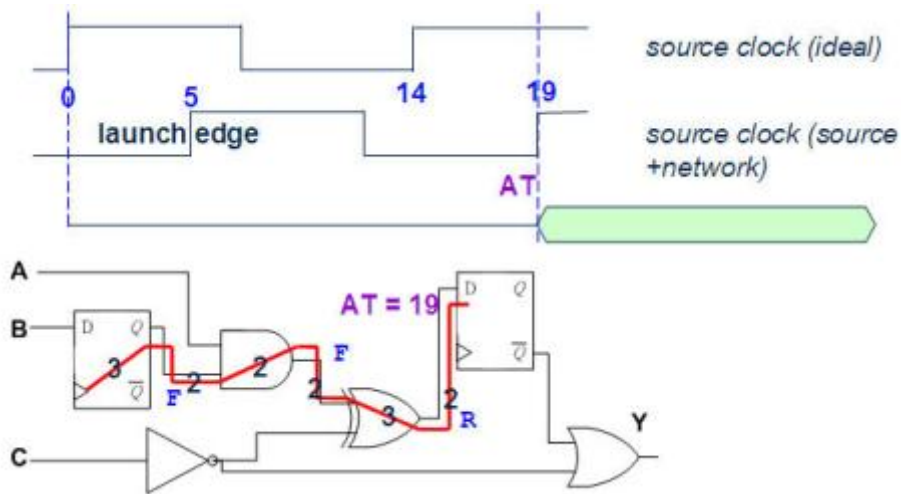 source clock (ideal)
0 5 14 19
launch edge
source clock (source
+network)
AT
A
AT = 19
D Q
B
D Q
F
3 2
Q
Q
2 2
F
3 2
R
Y
C